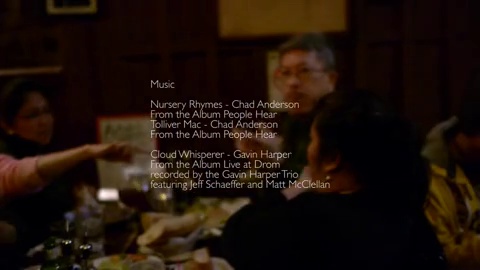 Music
Nursery Rhymes - Chad Anderson
From the Album People Hear
Tolliver Mac - Chad Anderson
From the Album People Hear
Cloud Whisperer - Gavin Harper
From the Album Live at Drom
recorded by the Gavin Harper Trio
featuring Jeff Schaeffer and Matt McClellan